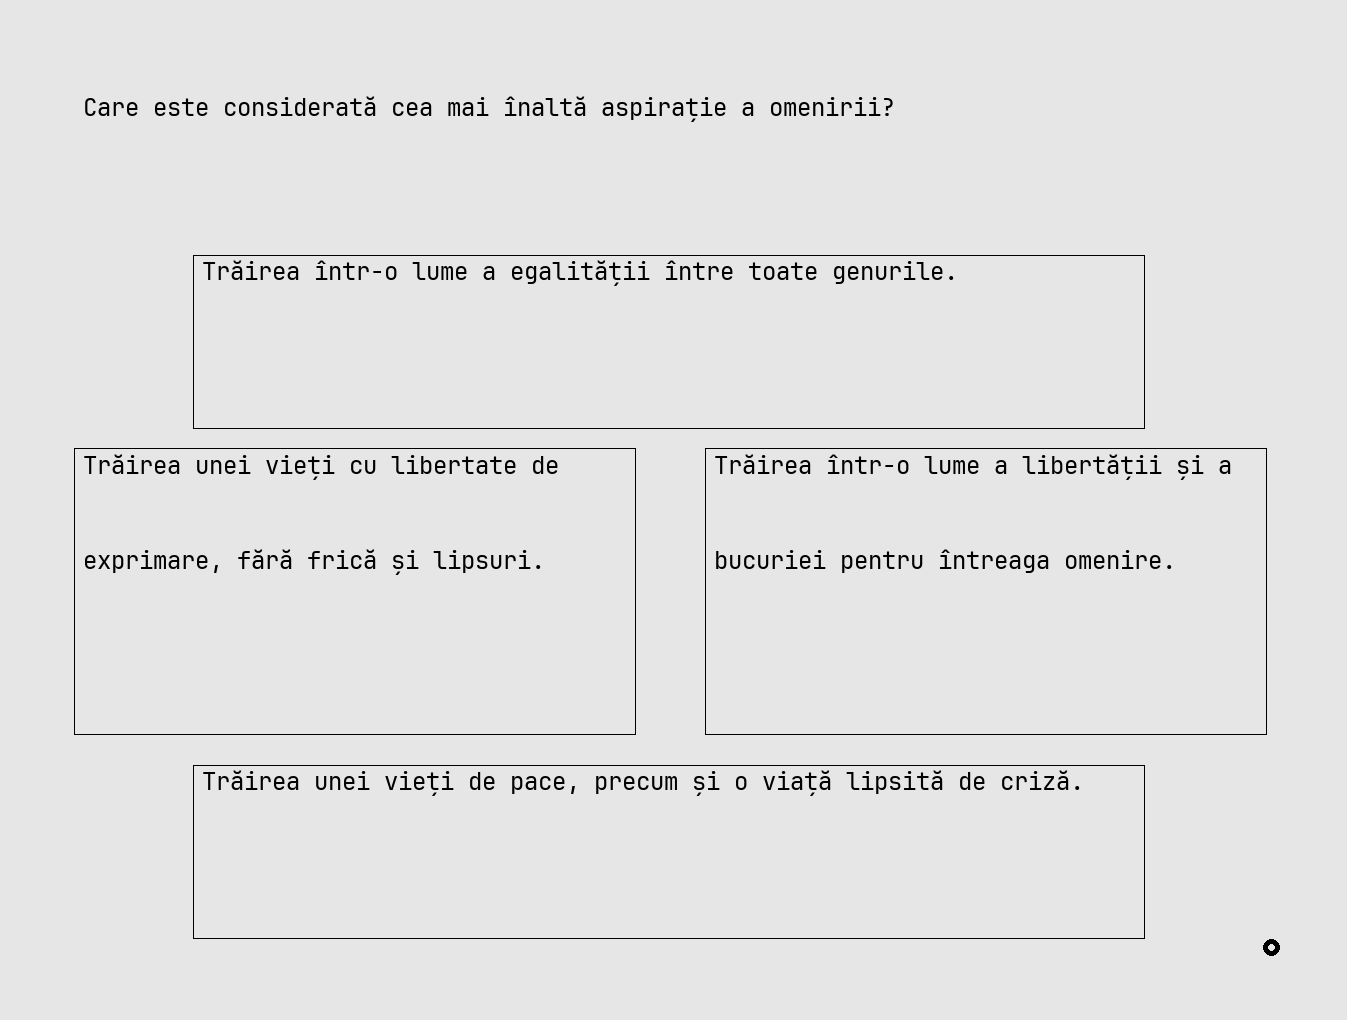 Care este considerată cea mai înaltă aspirație a omenirii?
Trăirea într-o lume a egalității între toate genurile.
Trăirea unei vieți cu libertate de
exprimare, fără frică și lipsuri.
Trăirea într-o lume a libertății și a
bucuriei pentru întreaga omenire.
Trăirea unei vieți de pace, precum și o viață lipsită de criză.